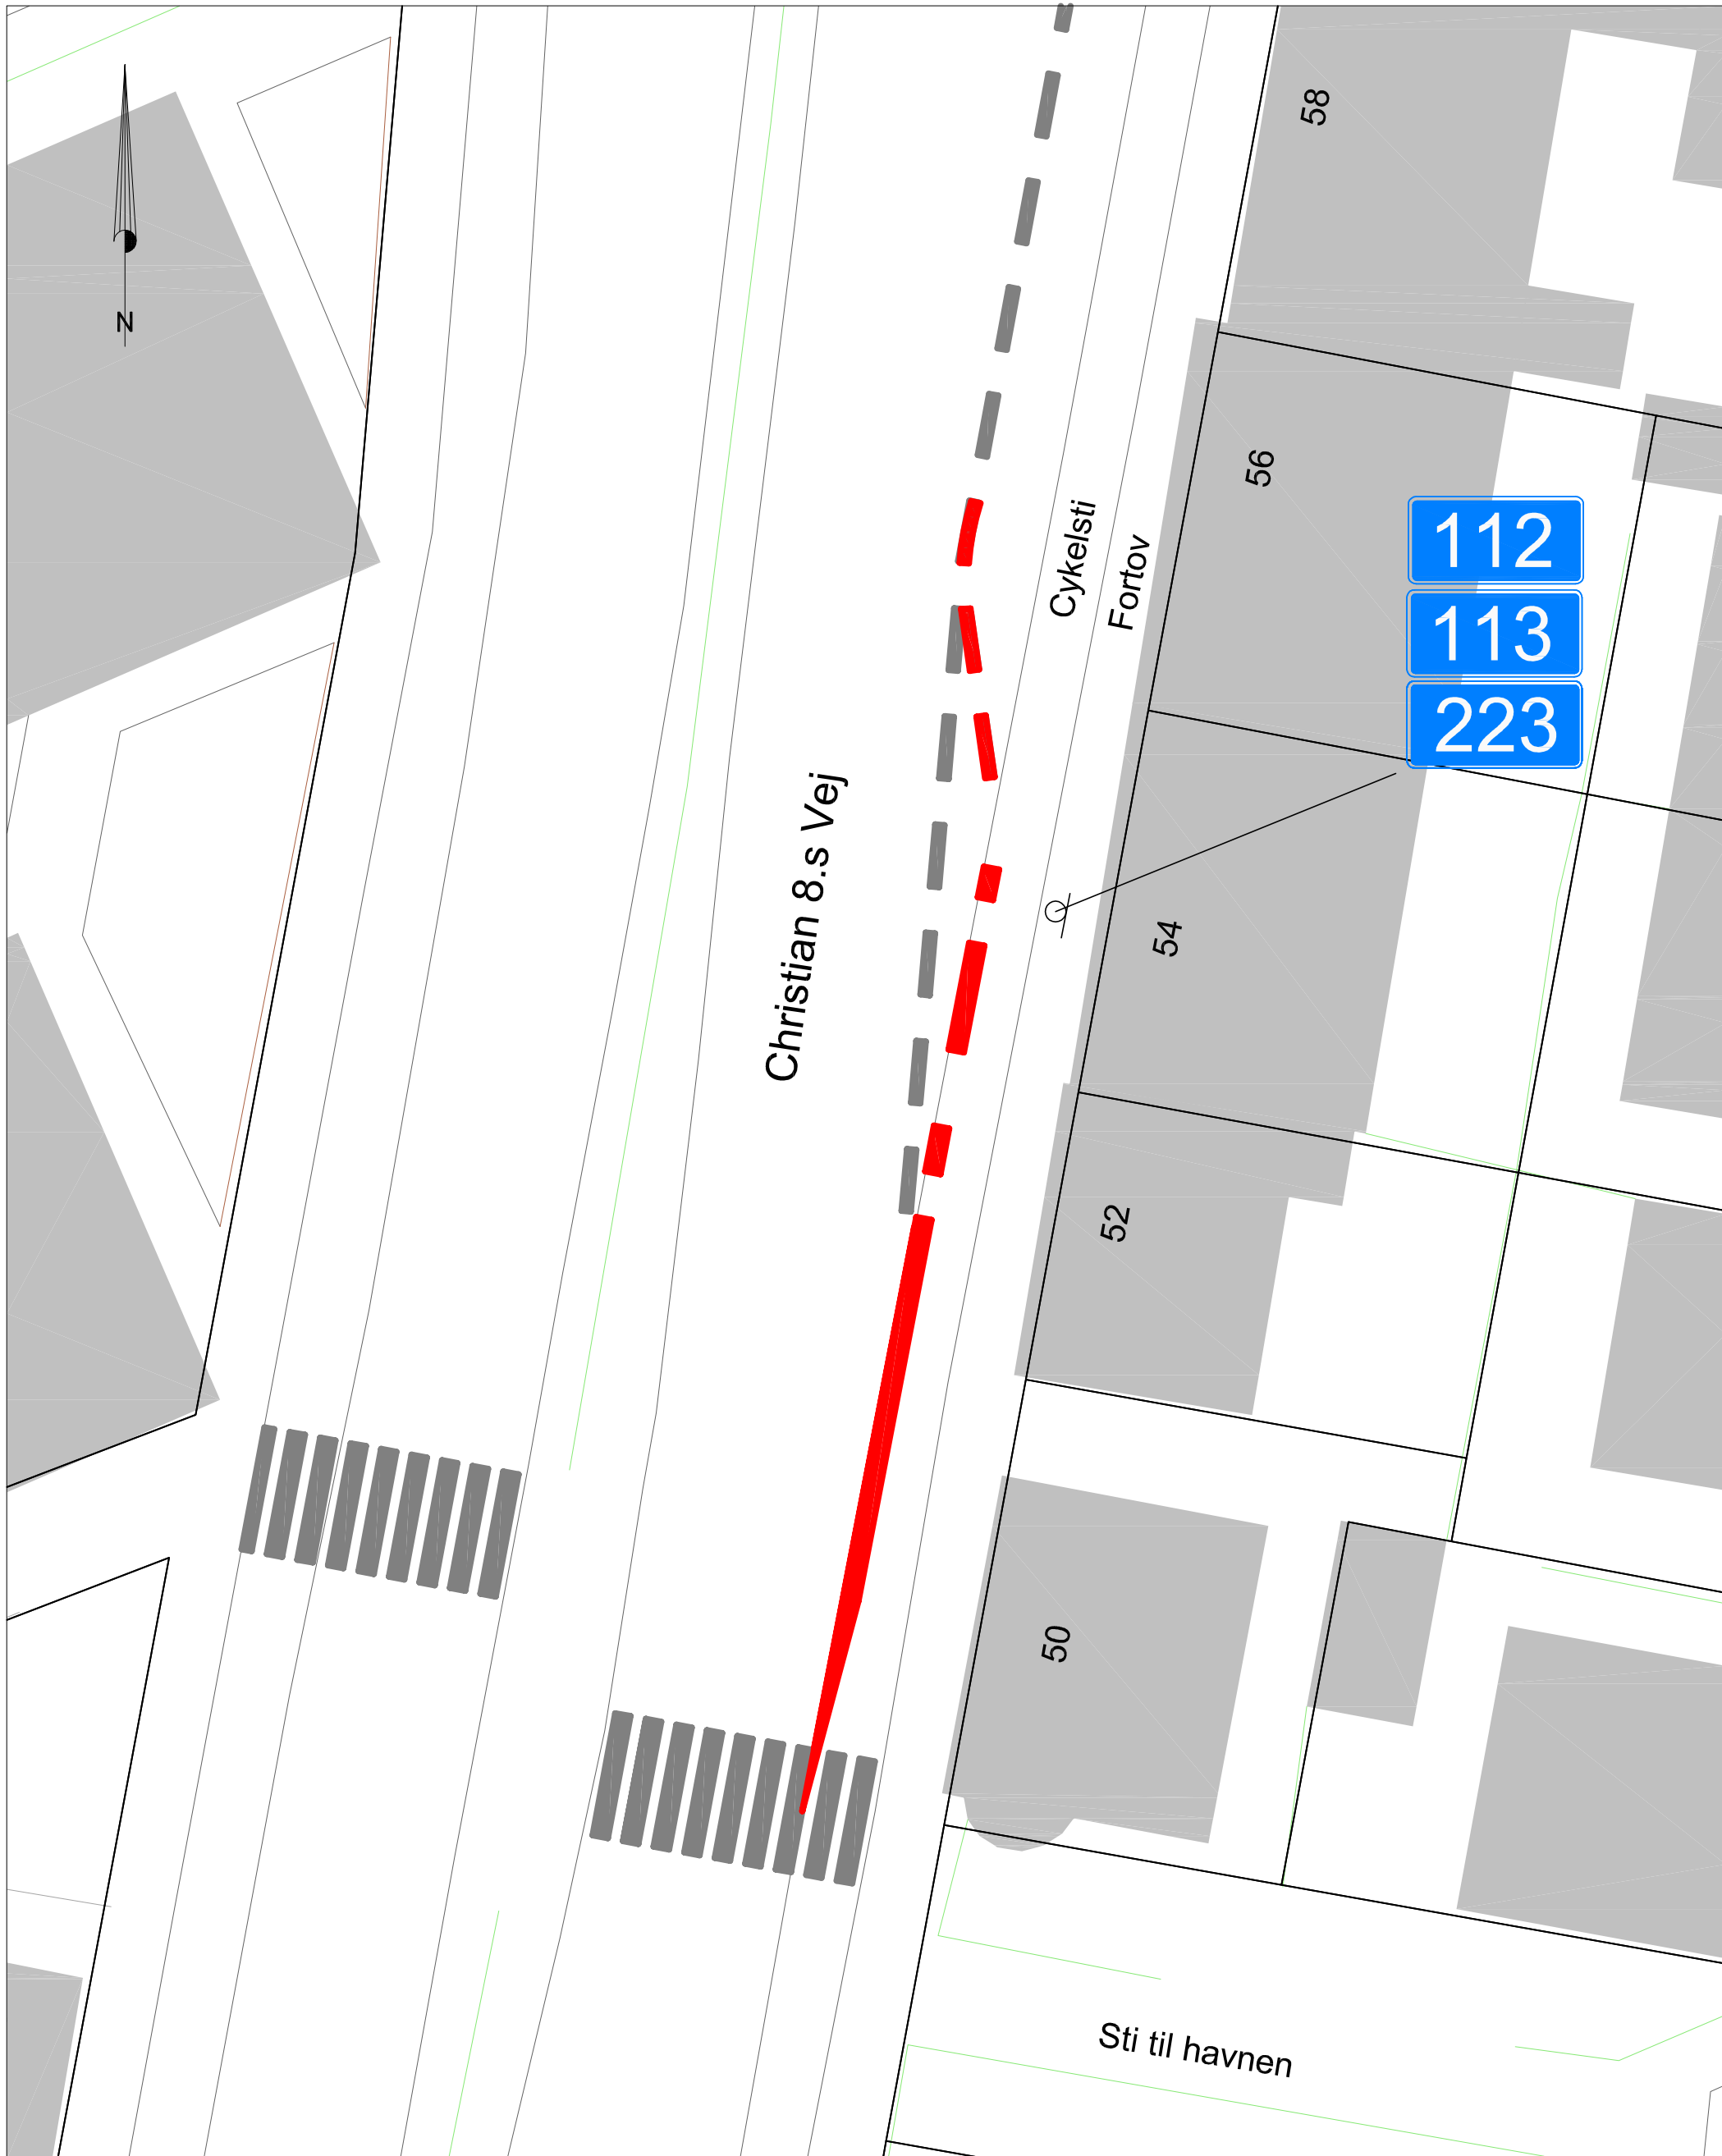 58
N
56
Cykelsti
Fortov
112
113
223
Christian 8.s Vej
54
52
50
Sti til havnen